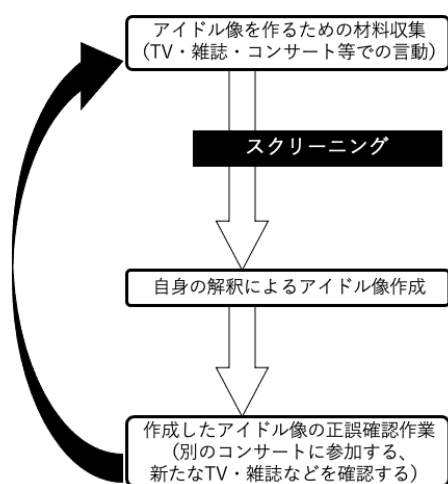 アイドル像を作るための材料収集
(TV・雑誌・コンサート等での言動)
スクリーニング
自身の解釈によるアイドル像作成
作成したアイドル像の正誤確認作業
(別のコンサートに参加する、
新たなTV・雑誌などを確認する)